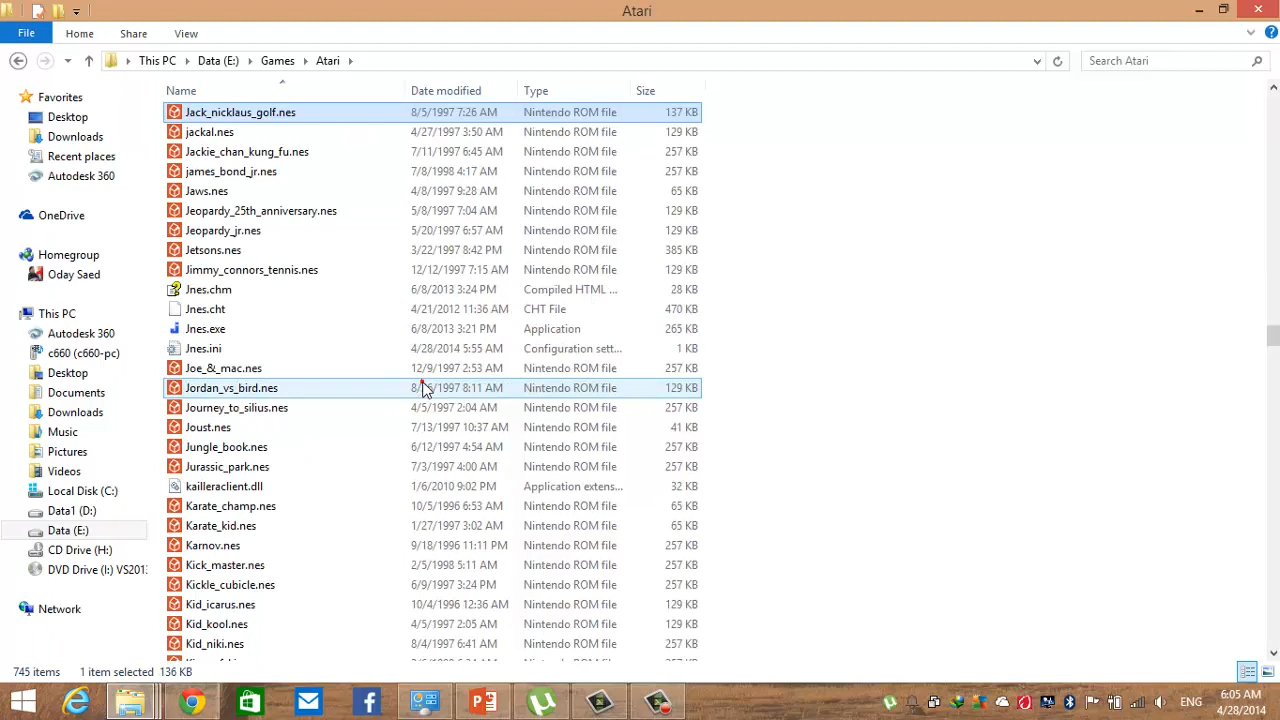 Atari
File Home Share View
This PC Data (E:) Games Atari Search Atari
Name Date modified Type Size
Favorites
Desktop
Downloads
Recent places
Autodesk 360
OneDrive
Homegroup
Oday Saed
This PC
Autodesk 360
c660 (c660-pc)
Desktop
Documents
Downloads
Music
Pictures
Videos
Local Disk (C:)
Data1 (D:)
Data (E:)
CD Drive (H:)
DVD Drive (I:) VS201
Network
Jack_nicklaus_golf.nes 8/5/1997 7:26 AM Nintendo ROM file 137 KB
jackal.nes 4/27/1997 3:50 AM Nintendo ROM file 129 KB
Jackie_chan_kung_fu.nes 7/11/1997 6:45 AM Nintendo ROM file 257 KB
james_bond_jr.nes 7/8/1998 4:17 AM Nintendo ROM file 257 KB
Jaws.nes 4/8/1997 9:28 AM Nintendo ROM file 65 KB
Jeopardy_25th_anniversary.nes 5/8/1997 7:04 AM Nintendo ROM file 129 KB
Jeopardy_jr.nes 5/20/1997 6:57 AM Nintendo ROM file 129 KB
Jetsons.nes 3/22/1997 8:42 PM Nintendo ROM file 385 KB
Jimmy_connors_tennis.nes 12/12/1997 7:15 AM Nintendo ROM file 129 KB
Jnes.chm 6/8/2013 3:24 PM Compiled HTML ... 28 KB
Jnes.cht 4/21/2012 11:36 AM CHT File 470 KB
Jnes.exe 6/8/2013 3:21 PM Application 265 KB
Jnes.ini 4/28/2014 5:55 AM Configuration sett... 1 KB
Joe_&_mac.nes 12/9/1997 2:53 AM Nintendo ROM file 257 KB
Jordan_vs_bird.nes 8:11 AM Nintendo ROM file 129 KB
Journey_to_silius.nes 4/5/1997 2:04 AM Nintendo ROM file 257 KB
Joust.nes 7/13/1997 10:37 AM Nintendo ROM file 41 KB
Jungle_book.nes 6/12/1997 4:54 AM Nintendo ROM file 257 KB
Jurassic_park.nes 7/3/1997 4:00 AM Nintendo ROM file 257 KB
kailleraclient.dll 1/6/2010 9:02 PM Application extens... 32 KB
Karate_champ.nes 10/5/1996 6:53 AM Nintendo ROM file 65 KB
Karate_kid.nes 1/27/1997 3:02 AM Nintendo ROM file 65 KB
Karnov.nes 9/18/1996 11:11 PM Nintendo ROM file 257 KB
Kick_master.nes 2/5/1998 5:11 AM Nintendo ROM file 257 KB
Kickle_cubicle.nes 6/9/1997 3:24 PM Nintendo ROM file 257 KB
Kid_icarus.nes 10/4/1996 12:36 AM Nintendo ROM file 129 KB
Kid_kool.nes 4/5/1997 2:05 AM Nintendo ROM file 257 KB
Kid_niki.nes 8/4/1997 6:41 AM Nintendo ROM file 257 KB
745 items 1 item selected 136 KB
ENG 6:05 AM
4/28/2014